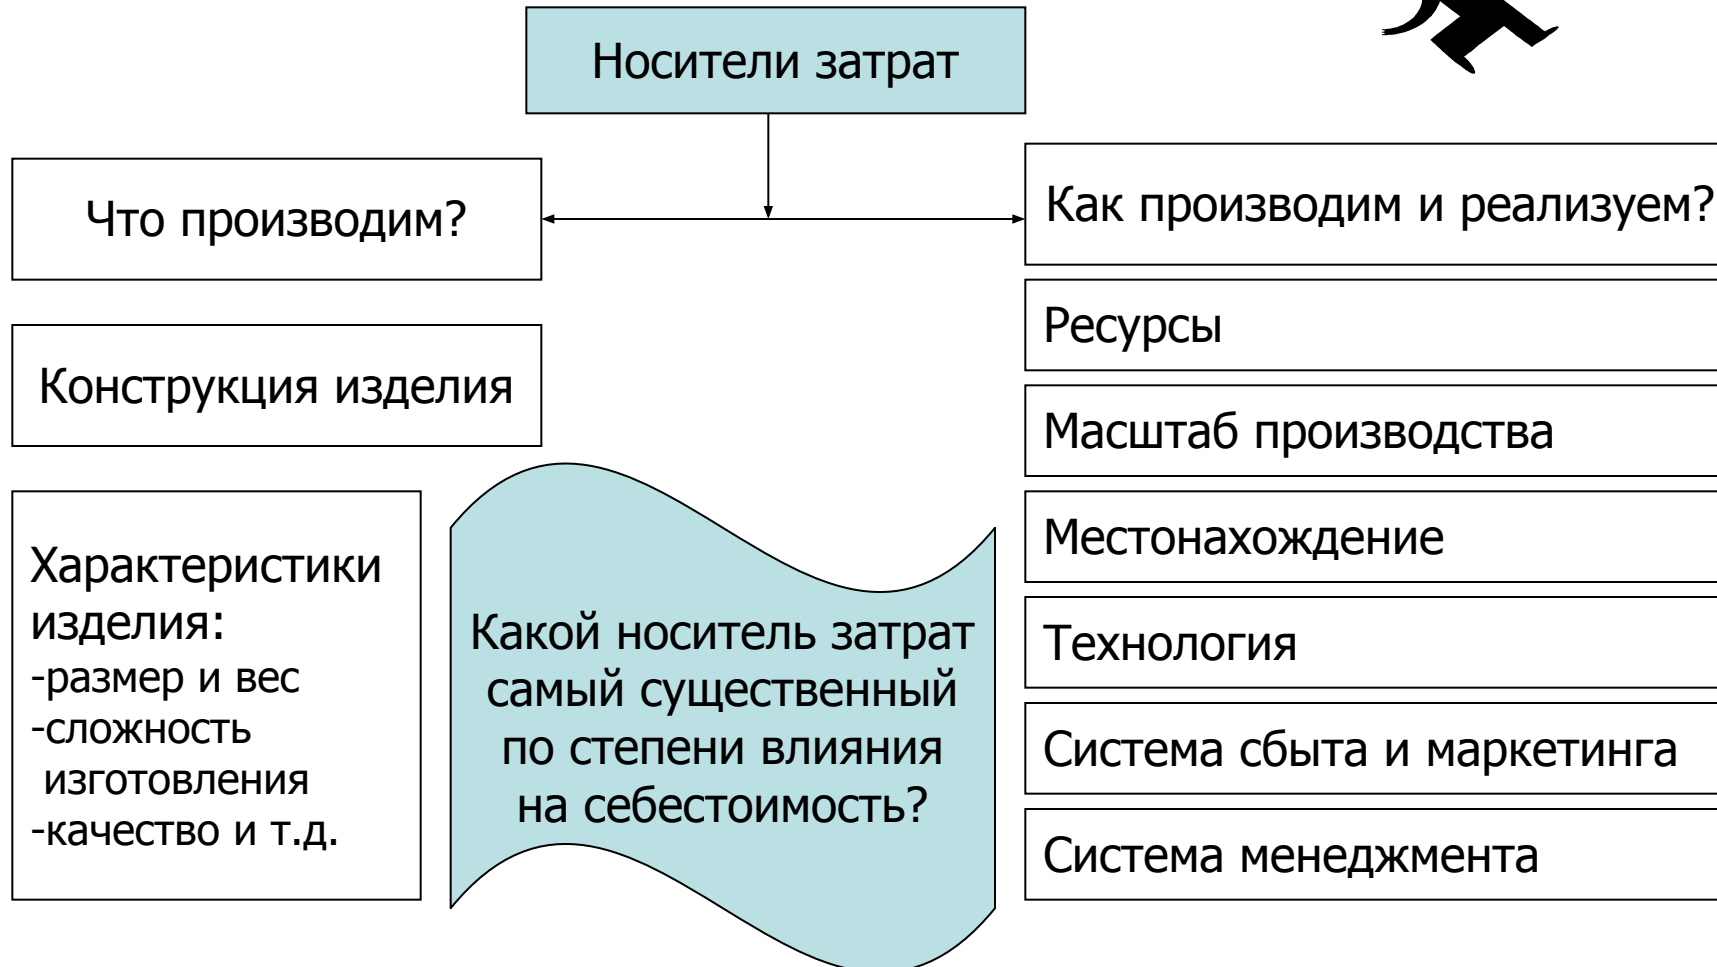 Носители затрат
Что производим?
Как производим и реализуем?
Конструкция изделия
Характеристики
изделия:
-размер и вес
-сложность
изготовления
-качество и т.д.
Какой носитель затрат
самый существенный
по степени влияния
на себестоимость?
Ресурсы
Масштаб производства
Местонахождение
Технология
Система сбыта и маркетинга
Система менеджмента